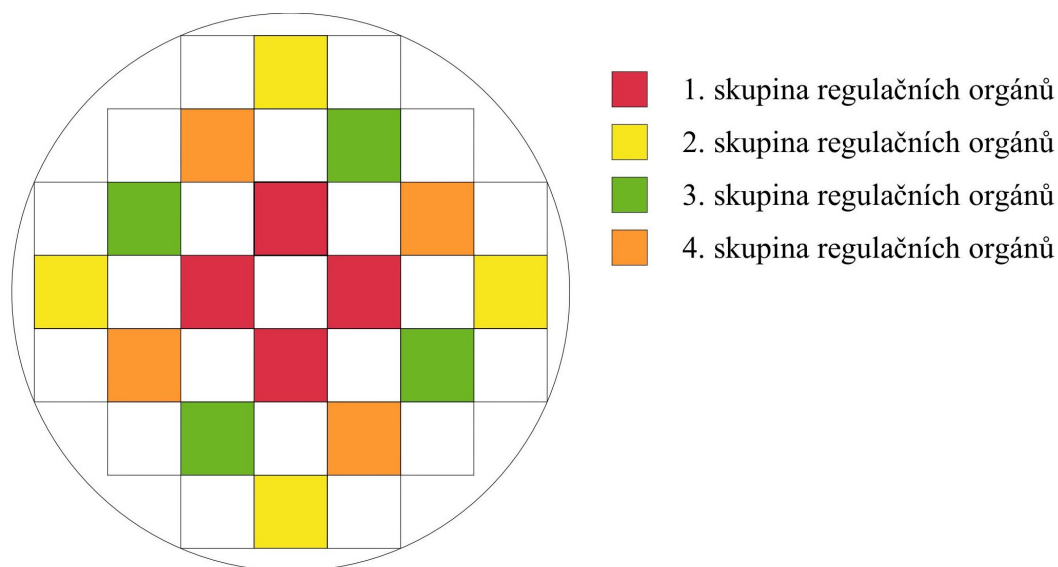 1. skupina regulačních orgánů
2. skupina regulačních orgánů
3. skupina regulačních orgánů
4. skupina regulačních orgánů